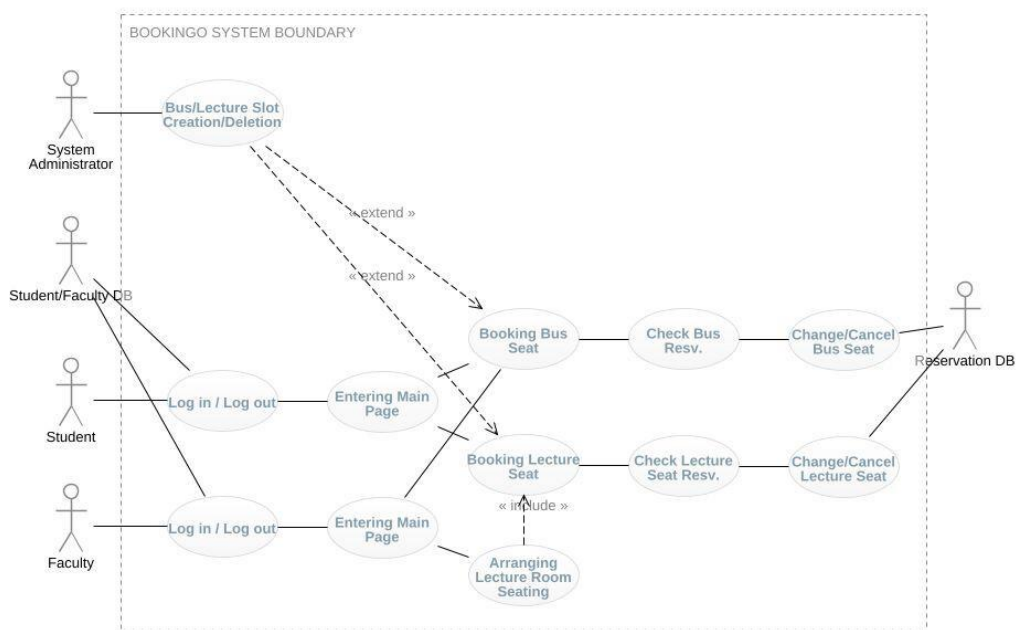 BOOKINGO SYSTEM BOUNDARY
Bus/Lecture Slot
Creation/Deletion
System
Administrator
« extend »
« extend »
Student/Faculty DB
Booking Bus
Seat
Check Bus
Resv.
Change/Cancel
Bus Seat
Reservation DB
Log in / Log out
Entering Main
Page
Student
Booking Lecture
Seat
Check Lecture
Seat Resv.
Change/Cancel
Lecture Seat
« include »
Log in / Log out
Entering Main
Page
Faculty
Arranging
Lecture Room
Seating